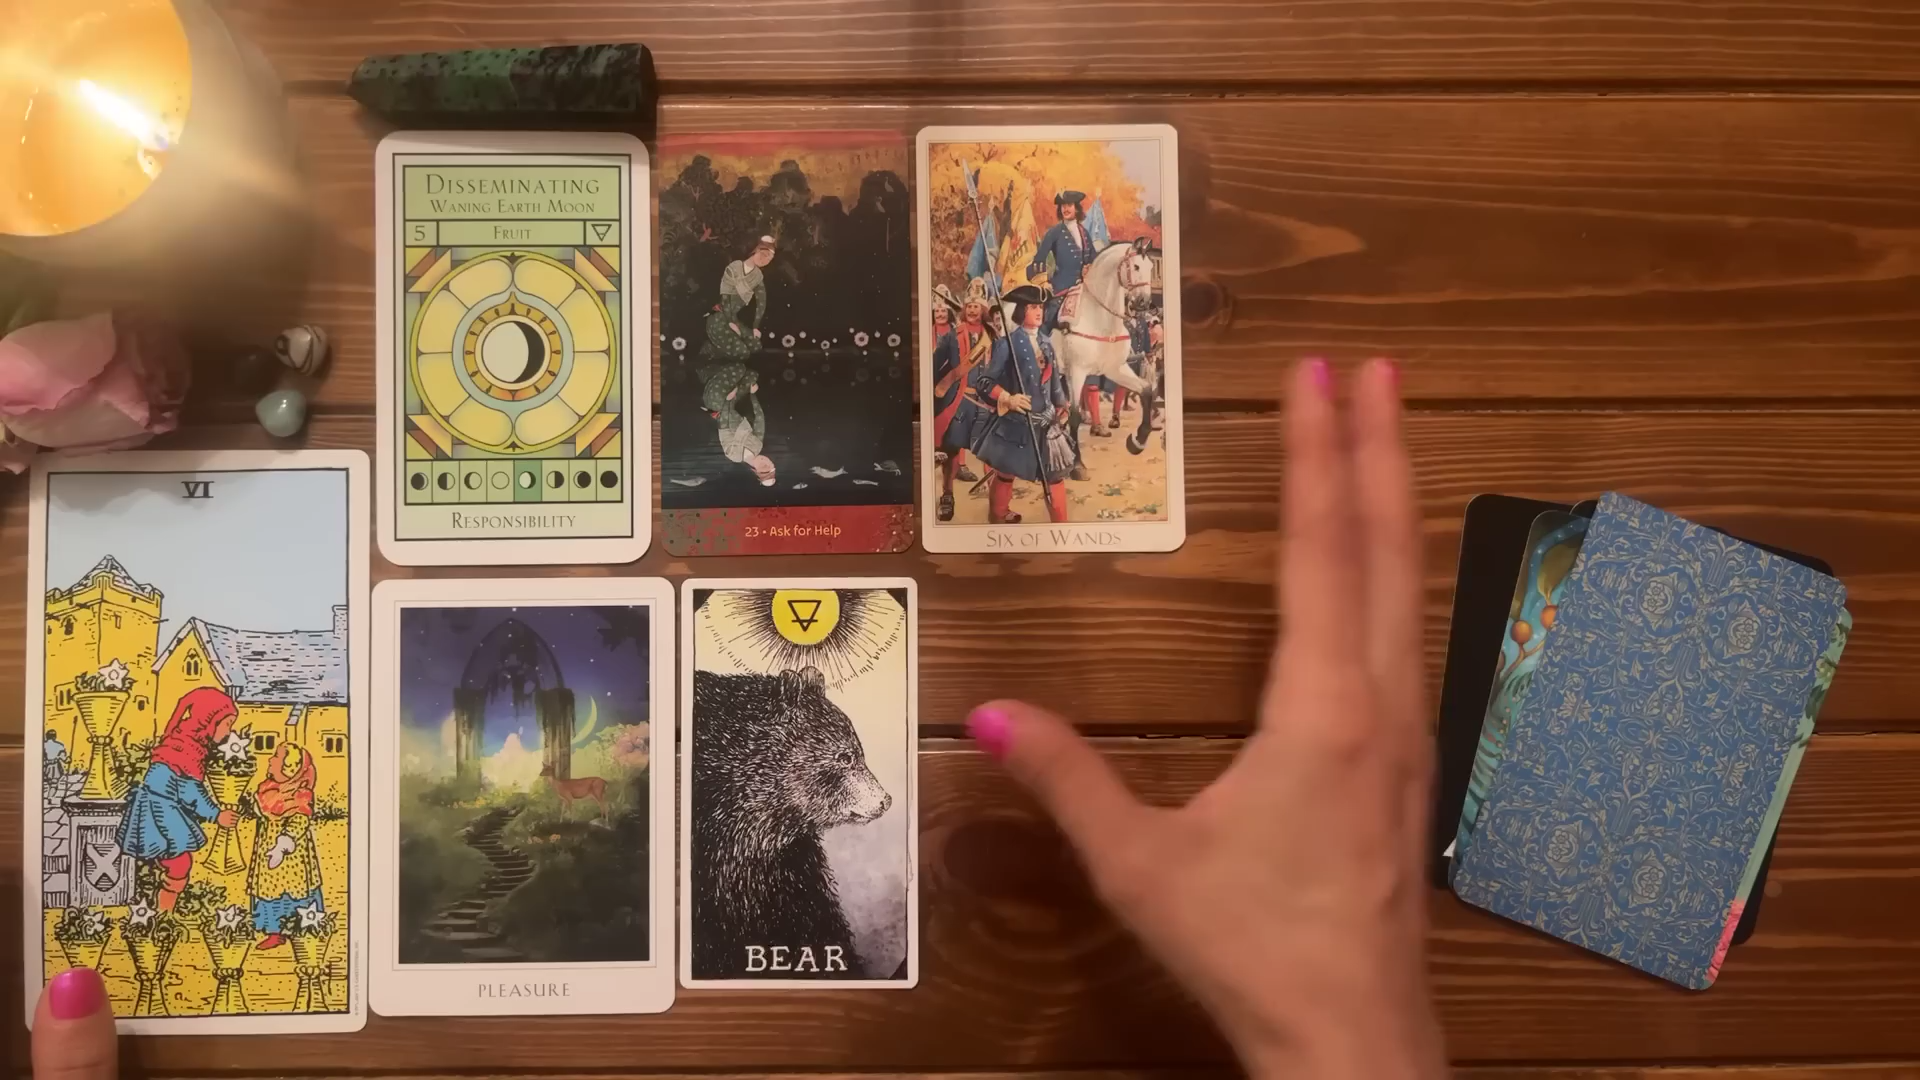 DISSEMINATING
WANING EARTH MOON
5 FRUIT
RESPONSIBILITY
23 • Ask for Help
SIX OF WANDS
VI
PLEASURE
BEAR